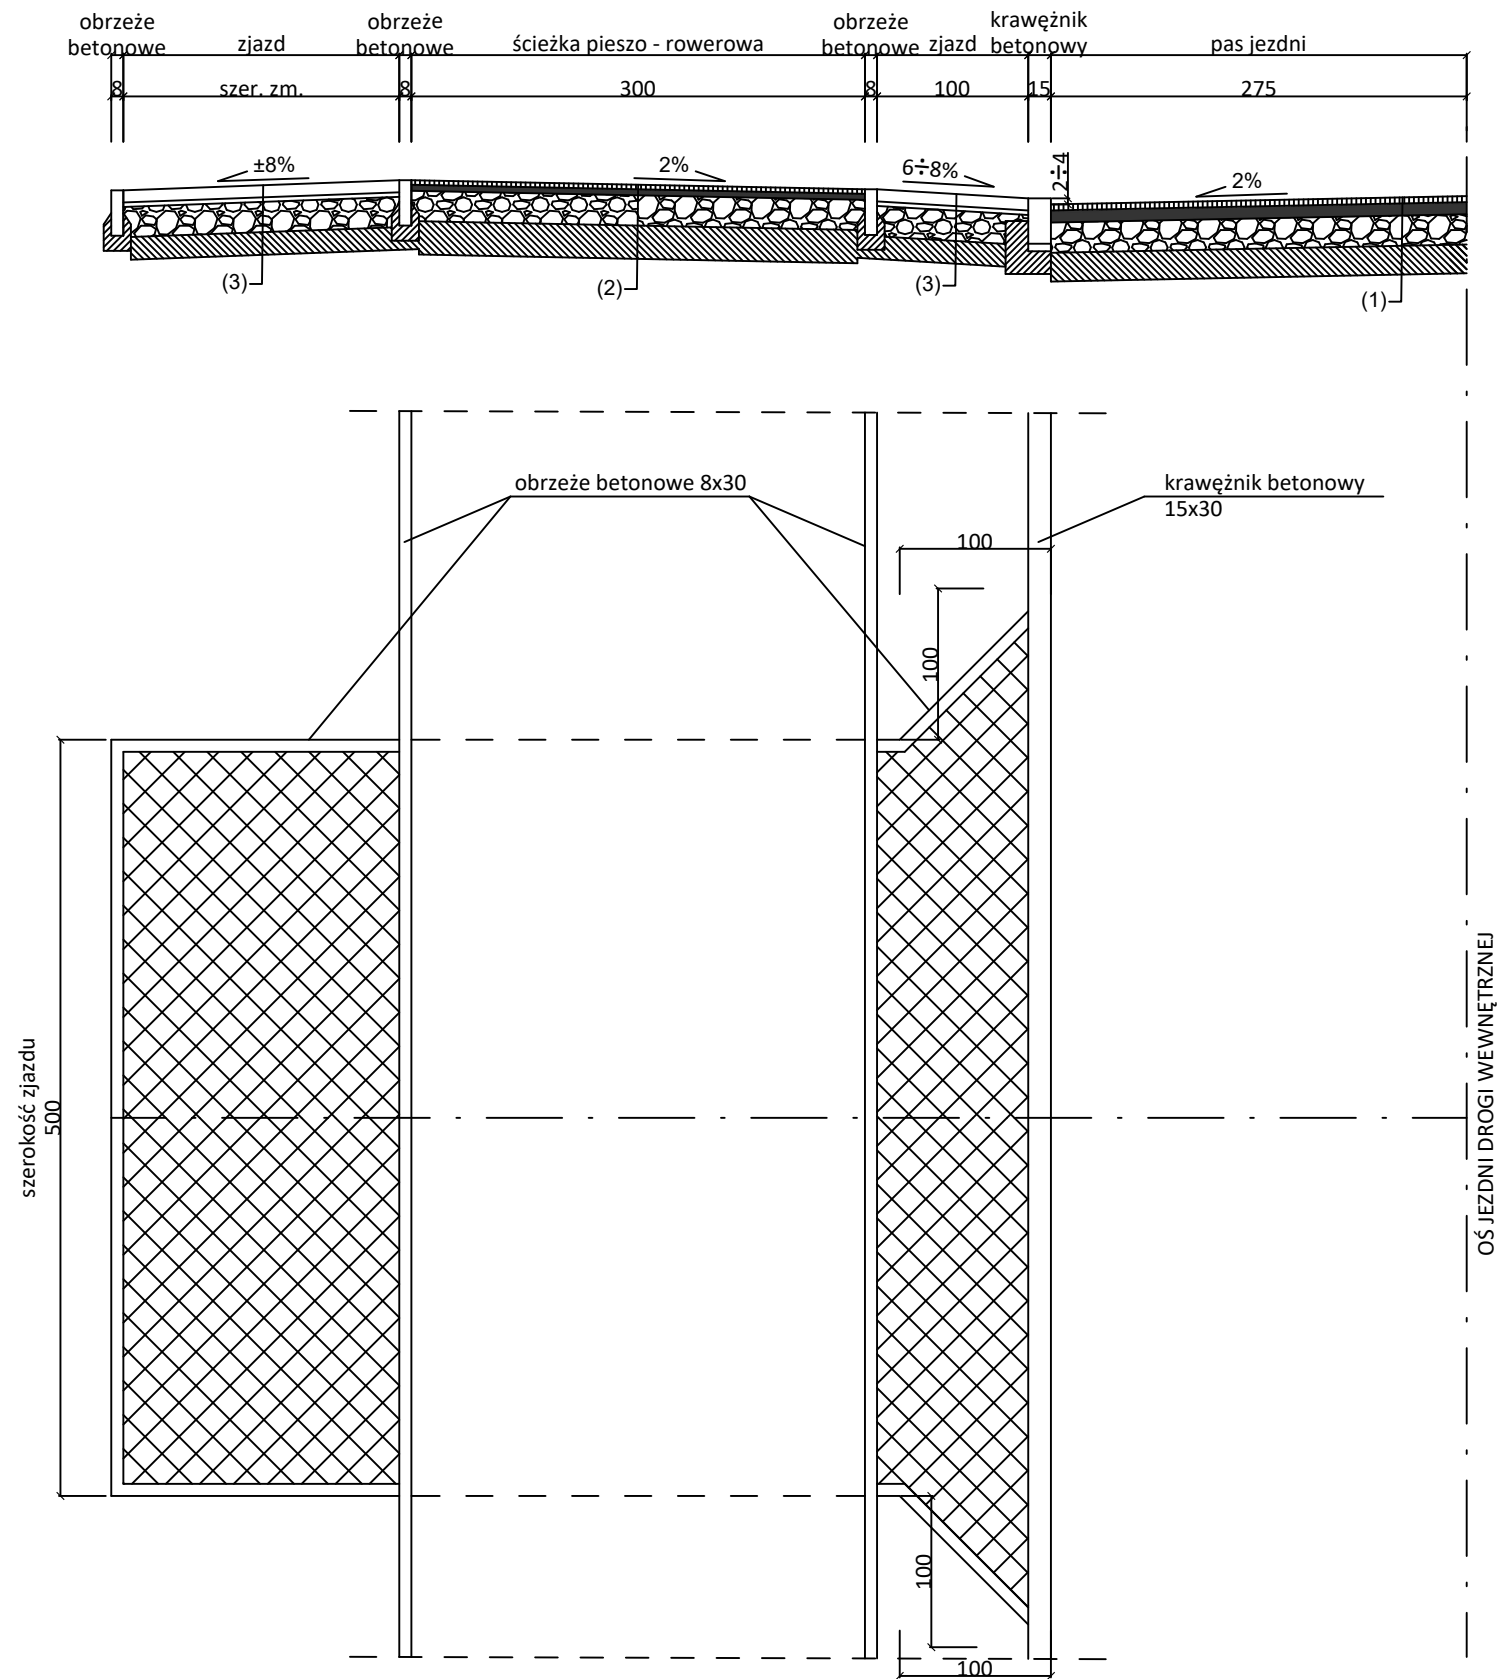 obrzeże
betonowe
zjazd
obrzeże
betonowe
ścieżka pieszo - rowerowa
obrzeże
betonowe
zjazd
krawężnik
betonowy
pas jezdni
8
szer. zm.
8
300
8
100
15
275
±8%
2%
6÷8%
2÷4
2%
(3)
(2)
(3)
(1)
obrzeże betonowe 8x30
krawężnik betonowy
15x30
100
100
szerokość zjazdu
500
OŚ JEZDNI DROGI WEWNĘTRZNEJ
100
100